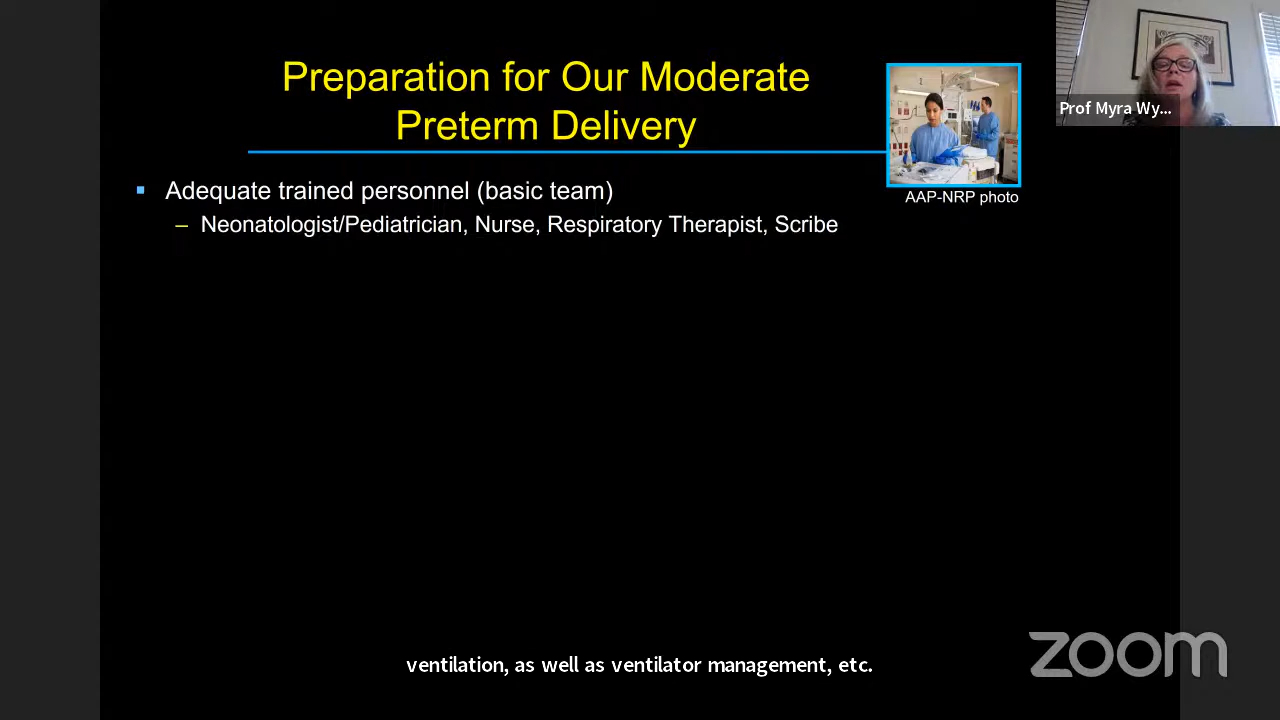 Preparation for Our Moderate
Preterm Delivery
Prof Myra Wy...
AAP-NRP photo
▪ Adequate trained personnel (basic team)
– Neonatologist/Pediatrician, Nurse, Respiratory Therapist, Scribe
ventilation, as well as ventilator management, etc.
zoom